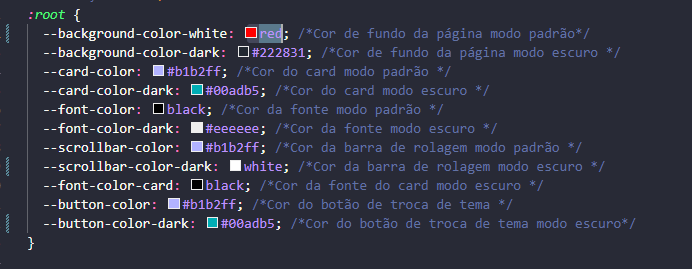 :root {
--background-color-white: red; /*Cor de fundo da página modo padrão*/
--background-color-dark: #222831; /*Cor de fundo da página modo escuro */
--card-color: #b1b2ff; /*Cor do card modo padrão */
--card-color-dark: #00adb5; /*Cor do card modo escuro */
--font-color: black; /*Cor da fonte modo padrão */
--font-color-dark: #eeeeee; /*Cor da fonte modo escuro */
--scrollbar-color: #b1b2ff; /*Cor da barra de rolagem modo padrão */
--scrollbar-color-dark: white; /*Cor da barra de rolagem modo escuro */
--font-color-card: black; /*Cor da fonte do card modo escuro */
--button-color: #b1b2ff; /*Cor do botão de troca de tema */
--button-color-dark: #00adb5; /*Cor do botão de troca de tema modo escuro*/
}